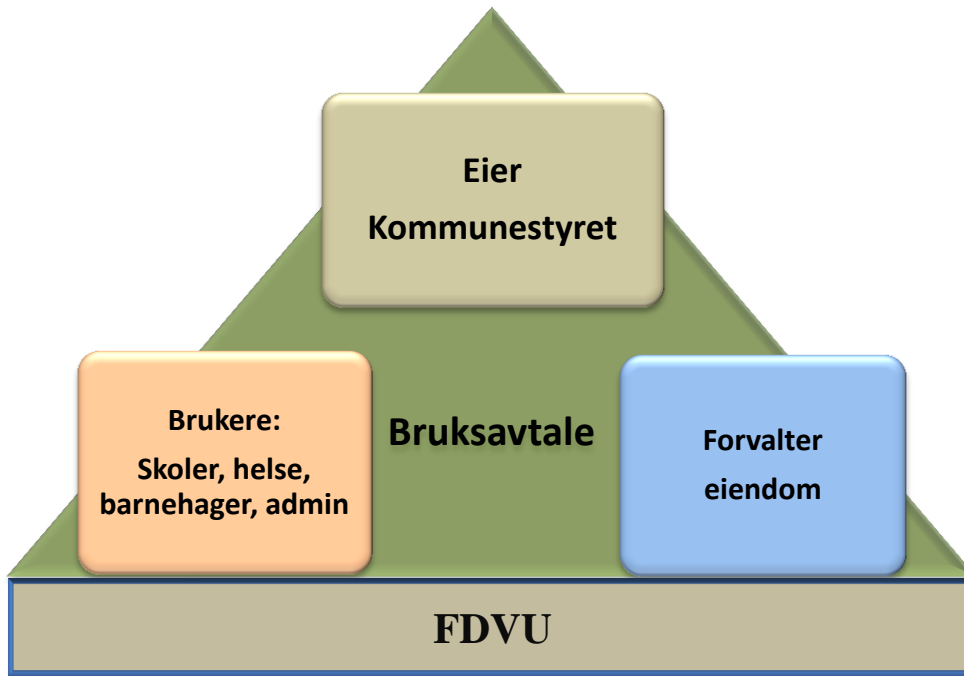 Eier
Kommunestyret
Brukere:
Skoler, helse,
barnehager, admin
Bruksavtale
Forvalter
eiendom
FDVU